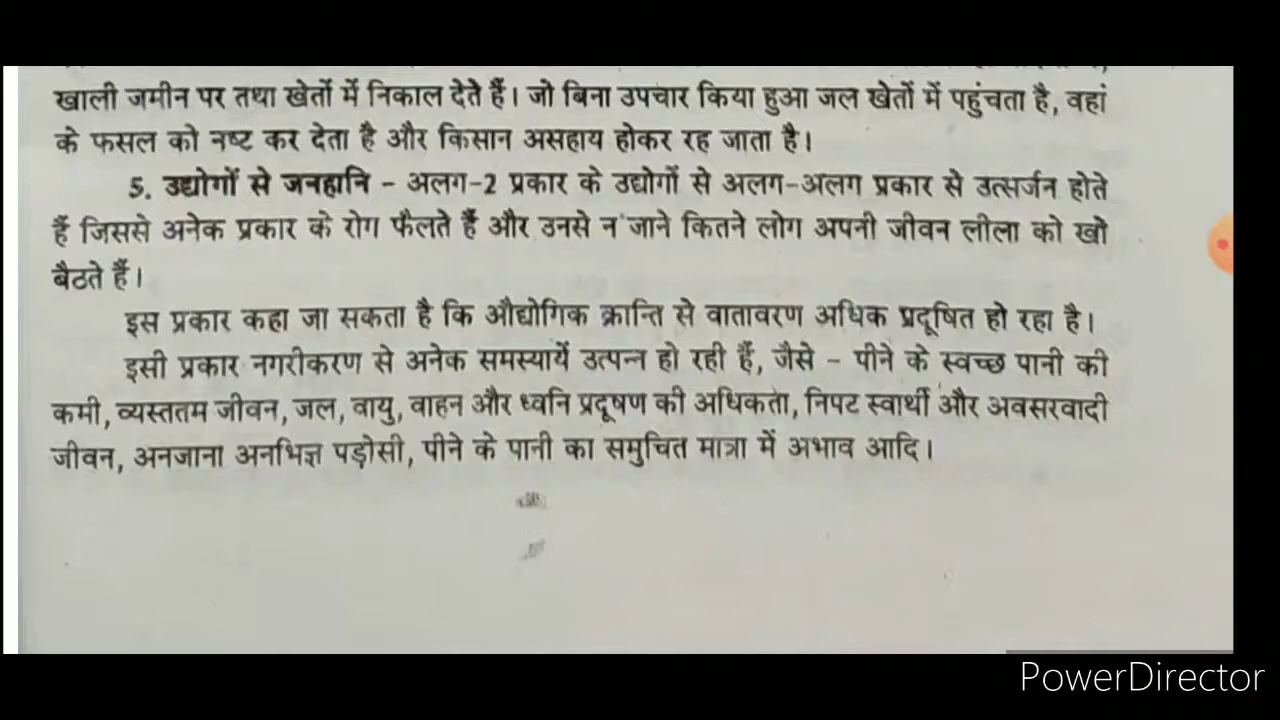 खाली जमीन पर तथा खेतों में निकाल देते हैं। जो बिना उपचार किया हुआ जल खेतों में पहुंचता है, वहां
के फसल को नष्ट कर देता है और किसान असहाय होकर रह जाता है।
5. उद्योगों से जनहानि – अलग-2 प्रकार के उद्योगों से अलग-अलग प्रकार से उत्सर्जन होते
हैं जिससे अनेक प्रकार के रोग फैलते हैं और उनसे न जाने कितने लोग अपनी जीवन लीला को खो
बैठते हैं।
इस प्रकार कहा जा सकता है कि औद्योगिक क्रान्ति से वातावरण अधिक प्रदूषित हो रहा है।
इसी प्रकार नगरीकरण से अनेक समस्यायें उत्पन्न हो रही हैं, जैसे – पीने के स्वच्छ पानी की
कमी, व्यस्ततम जीवन, जल, वायु, वाहन और ध्वनि प्रदूषण की अधिकता, निपट स्वार्थी और अवसरवादी
जीवन, अनजाना अनभिज्ञ पड़ोसी, पीने के पानी का समुचित मात्रा में अभाव आदि।
PowerDirector